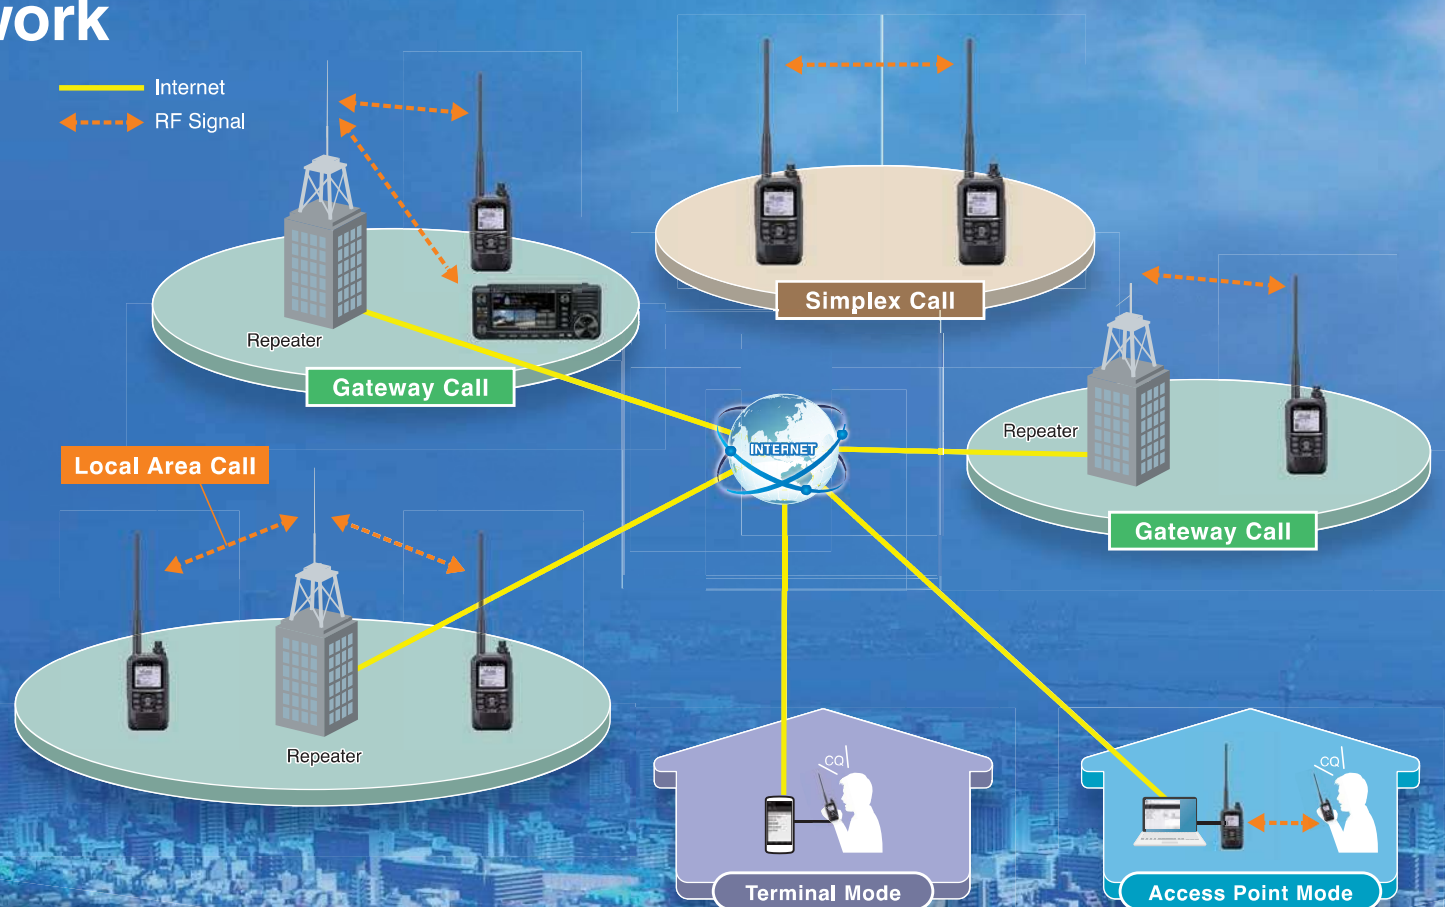 work
Internet
RF Signal
Simplex Call
Repeater
Gateway Call
INTERNET
Repeater
Gateway Call
Local Area Call
Repeater
CQ
Terminal Mode
CQ
Access Point Mode